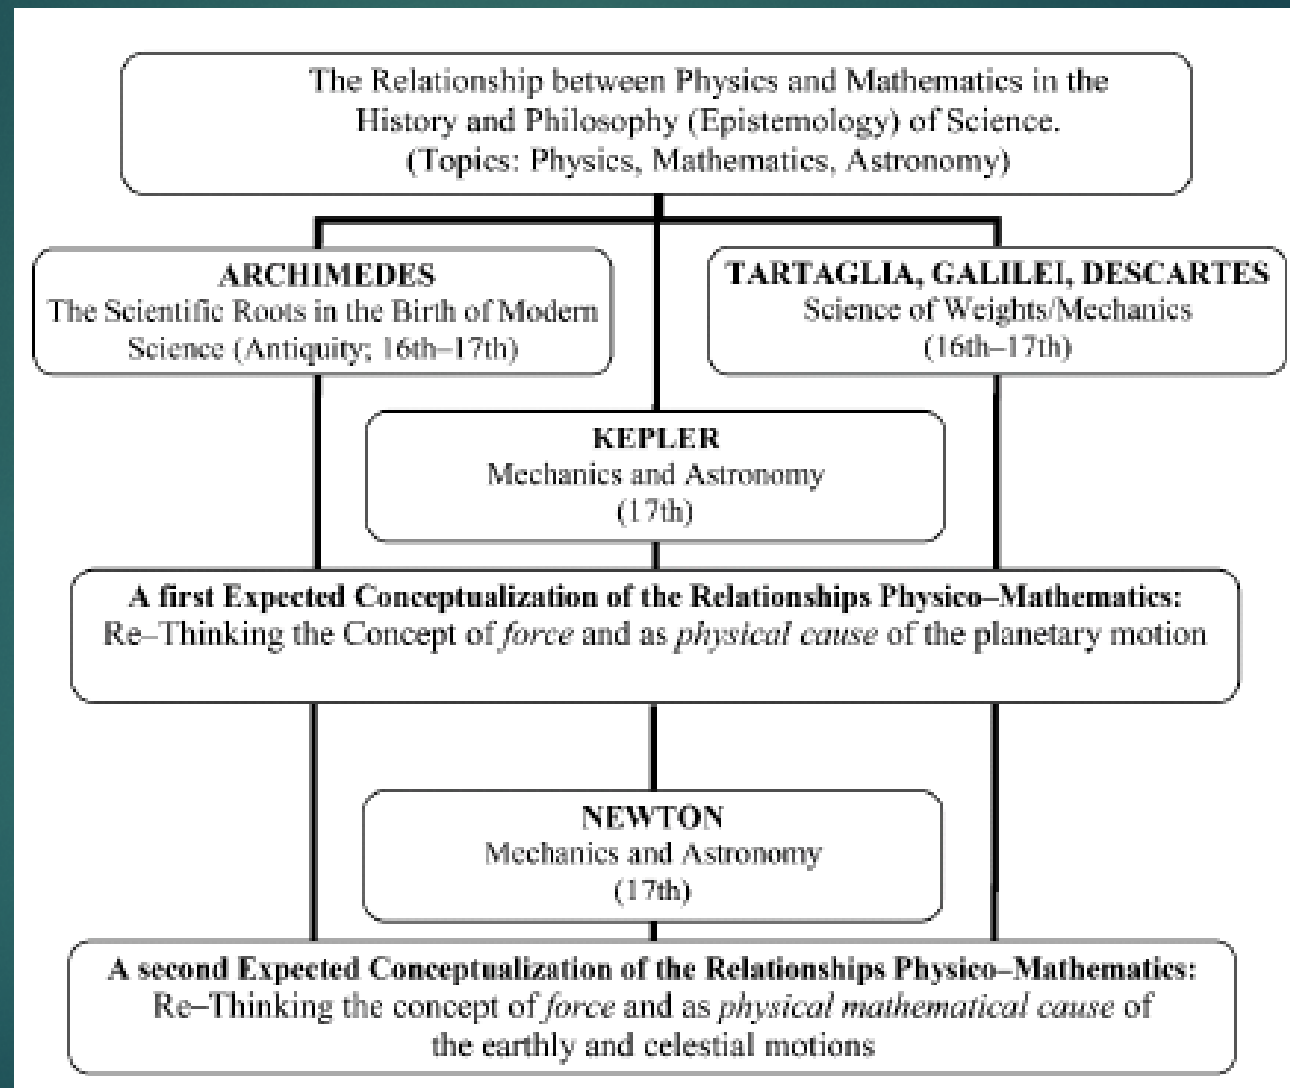 The Relationship between Physics and Mathematics in the
History and Philosophy (Epistemology) of Science.
(Topics: Physics, Mathematics, Astronomy)
ARCHIMEDES
The Scientific Roots in the Birth of Modern
Science (Antiquity; 16th–17th)
TARTAGLIA, GALILEI, DESCARTES
Science of Weights/Mechanics
(16th–17th)
KEPLER
Mechanics and Astronomy
(17th)
A first Expected Conceptualization of the Relationships Physico–Mathematics:
Re–Thinking the Concept of force and as physical cause of the planetary motion
NEWTON
Mechanics and Astronomy
(17th)
A second Expected Conceptualization of the Relationships Physico–Mathematics:
Re–Thinking the concept of force and as physical mathematical cause of
the earthly and celestial motions